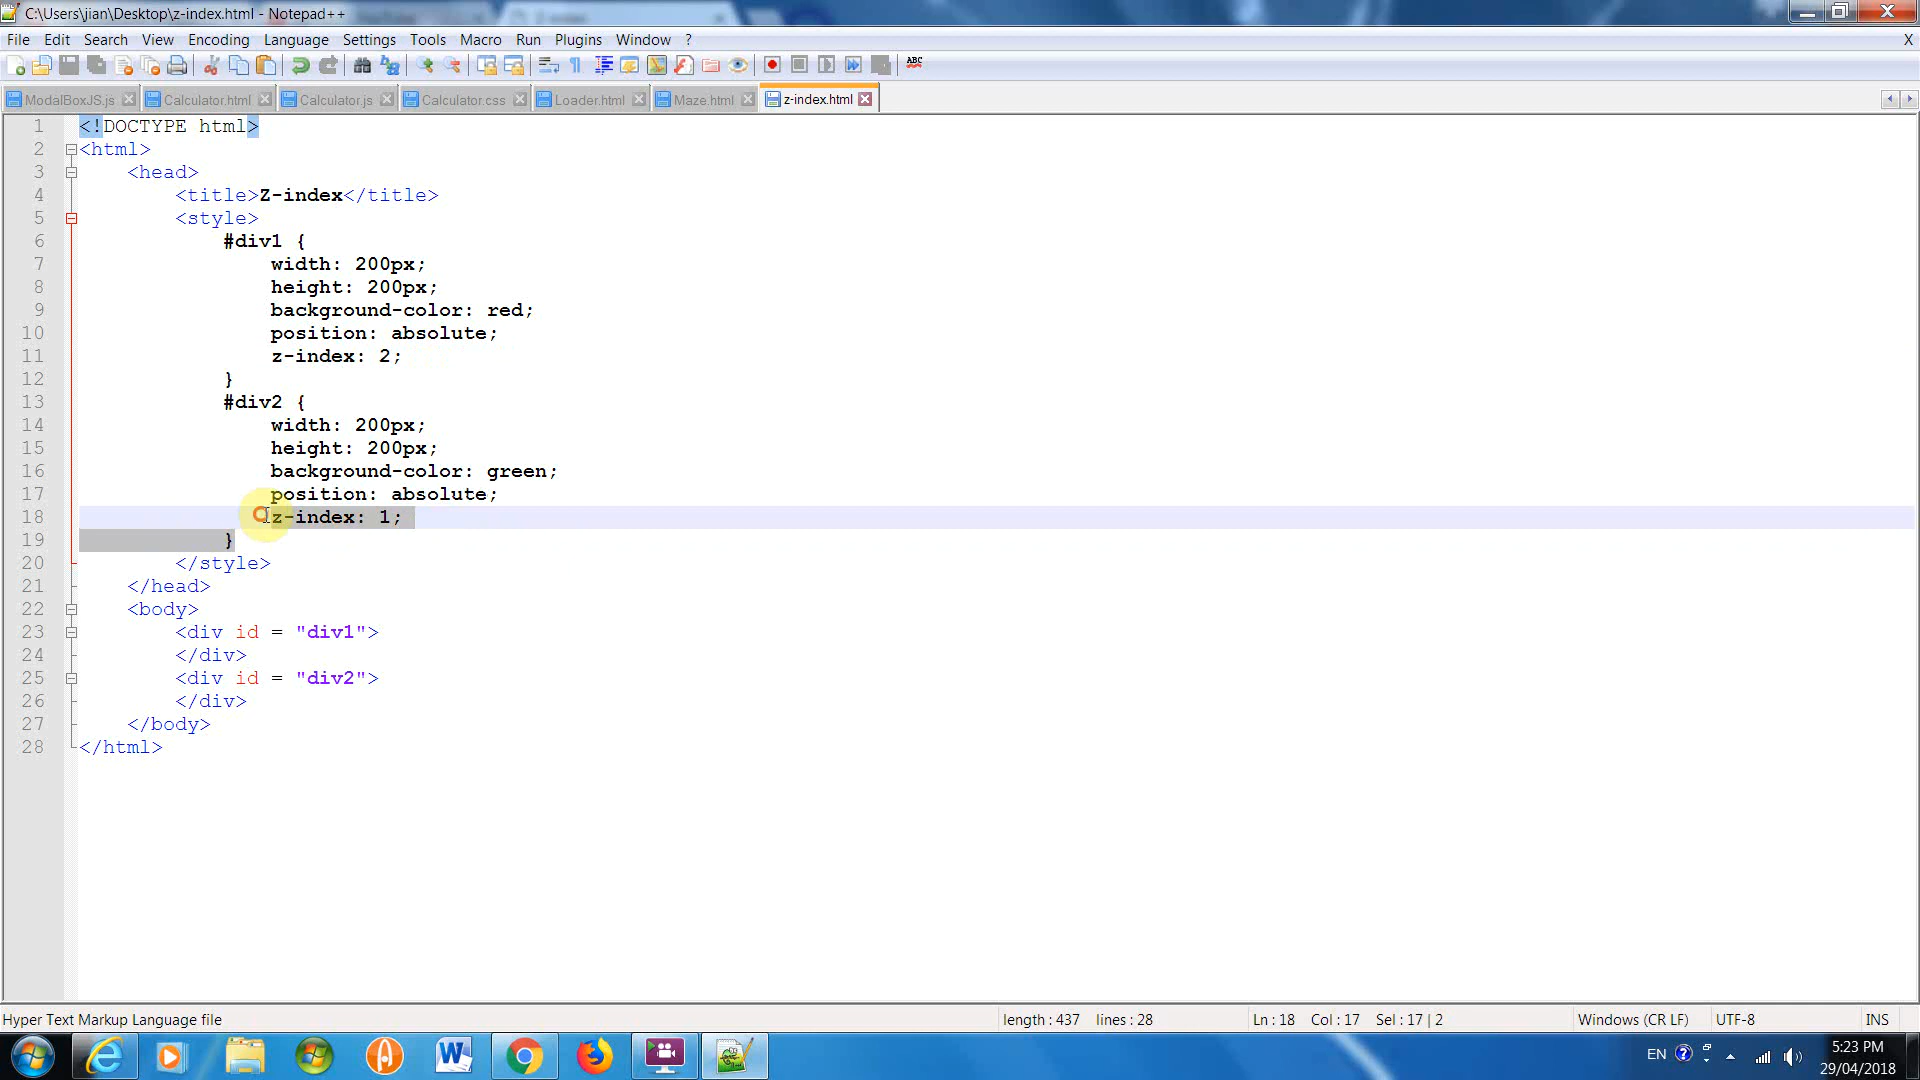 C:\Users\jian\Desktop\z-index.html - Notepad++
File Edit Search View Encoding Language Settings Tools Macro Run Plugins Window ? X
ABC
ModalBoxJS.js Calculator.html Calculator.js Calculator.css Loader.html Maze.html z-index.html
1 <!DOCTYPE html>
2 <html>
3 <head>
4 <title>Z-index</title>
5 <style>
6 #div1 {
7 width: 200px;
8 height: 200px;
9 background-color: red;
10 position: absolute;
11 z-index: 2;
12 }
13 #div2 {
14 width: 200px;
15 height: 200px;
16 background-color: green;
17 position: absolute;
18 z-index: 1;
19 }
20 </style>
21 </head>
22 <body>
23 <div id = "div1">
24 </div>
25 <div id = "div2">
26 </div>
27 </body>
28 </html>
Hyper Text Markup Language file length : 437 lines : 28 Ln : 18 Col : 17 Sel : 17 | 2 Windows (CR LF) UTF-8 INS
EN 5:23 PM
29/04/2018